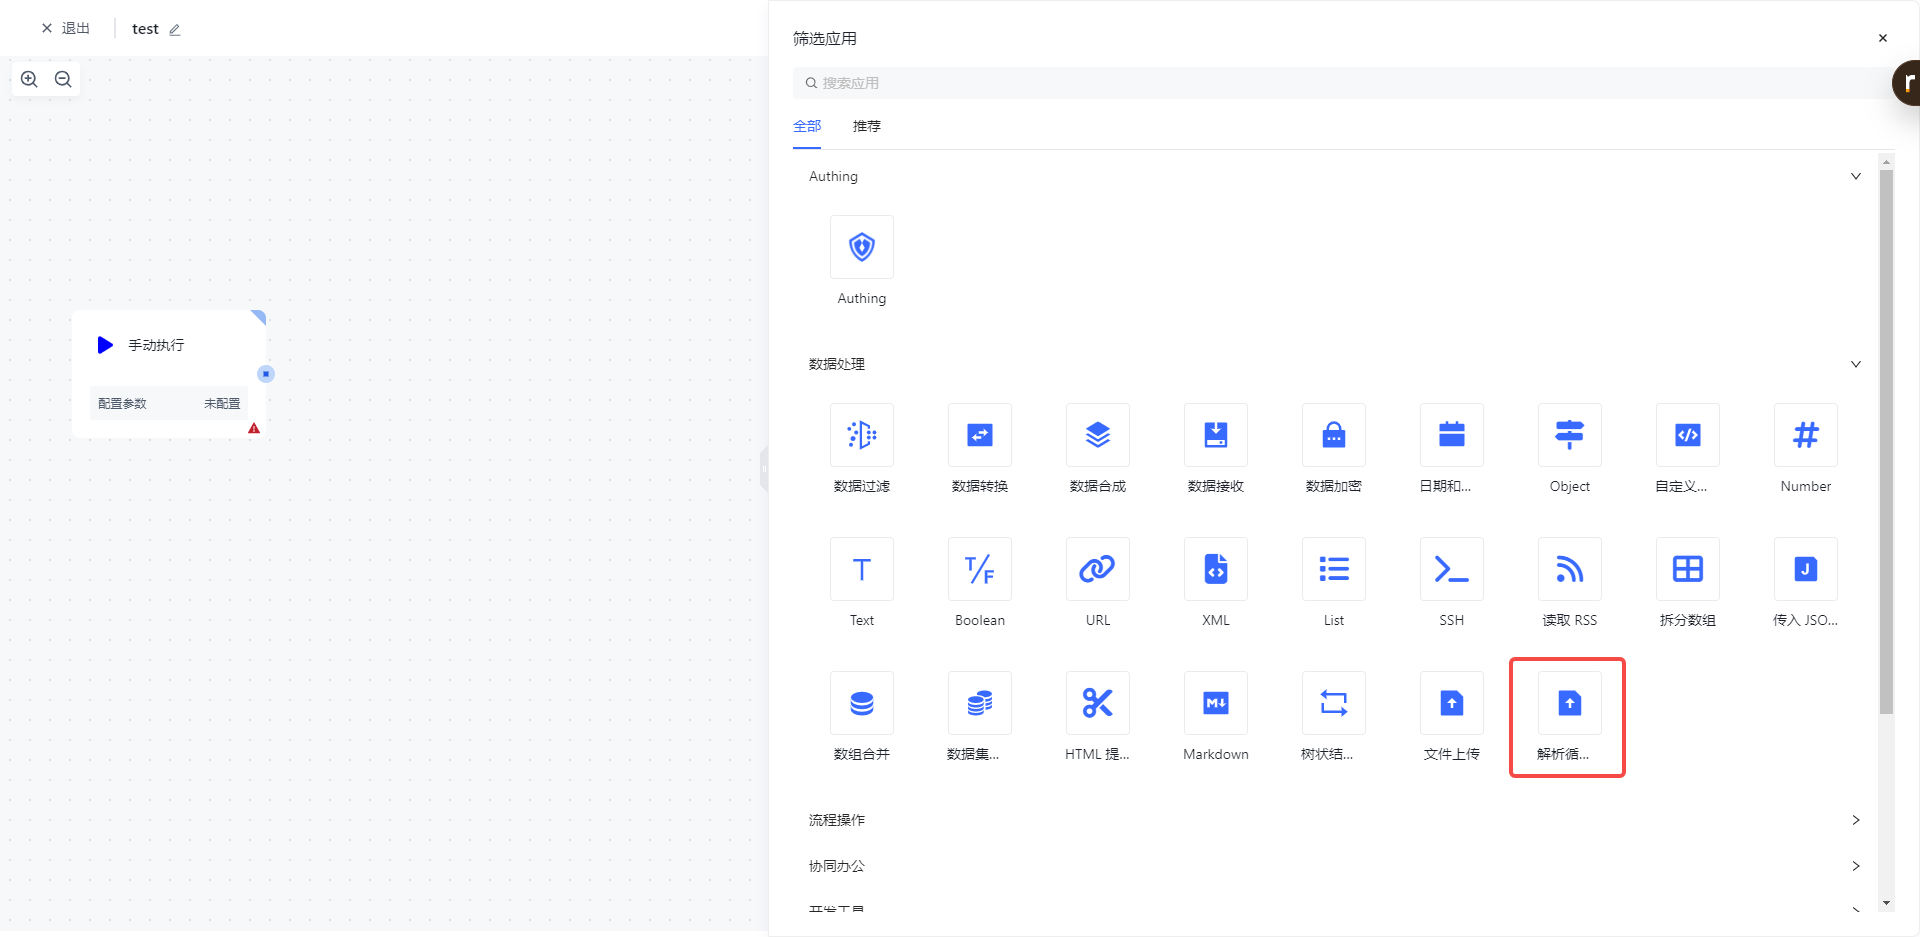 退出
test
筛选应用
搜索应用
全部
推荐
Authing
Authing
手动执行
配置参数
未配置
数据处理
数据过滤
数据转换
数据合成
数据接收
数据加密
日期和...
Object
自定义...
Number
T
T/F
J
Text
Boolean
URL
XML
List
SSH
读取 RSS
拆分数组
传入 JSO...
M
数组合并
数据集...
HTML 提...
Markdown
树状结...
文件上传
解析循...
流程操作
协同办公
开发工具
r